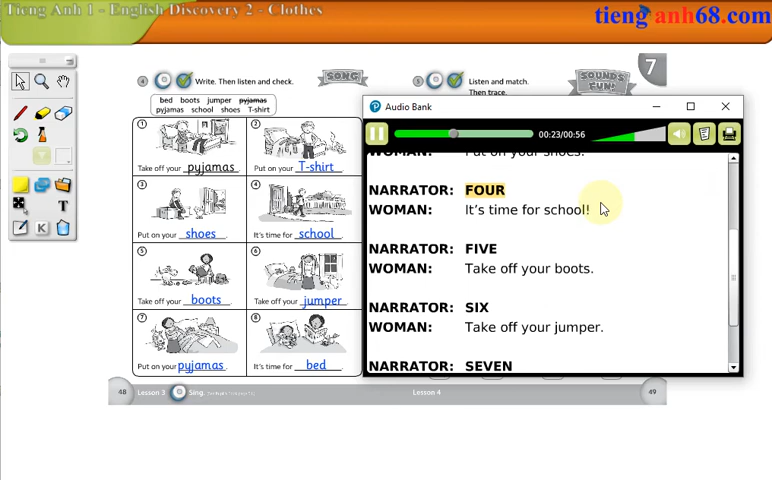 Tieng Anh 1 - English Discovery 2 - Clothes
tieng anh68.com
4 Write. Then listen and check. SONG
bed boots jumper pyjamas
pyjamas school shoes T-shirt
1
Take off your pyjamas
2
Put on your T-shirt.
3
Put on your shoes.
4
It's time for school.
5
Take off your boots.
6
Take off your jumper.
7
Put on your pyjamas.
8
It's time for bed.
48 Lesson 3 Sing.
5 Listen and match.
Then trace.
SOUNDS
FUN!
7
Audio Bank
00:23/00:56
WOMAN: Put on your shoes.
NARRATOR: FOUR
WOMAN: It's time for school!
NARRATOR: FIVE
WOMAN: Take off your boots.
NARRATOR: SIX
WOMAN: Take off your jumper.
NARRATOR: SEVEN
Lesson 4 49
T
K